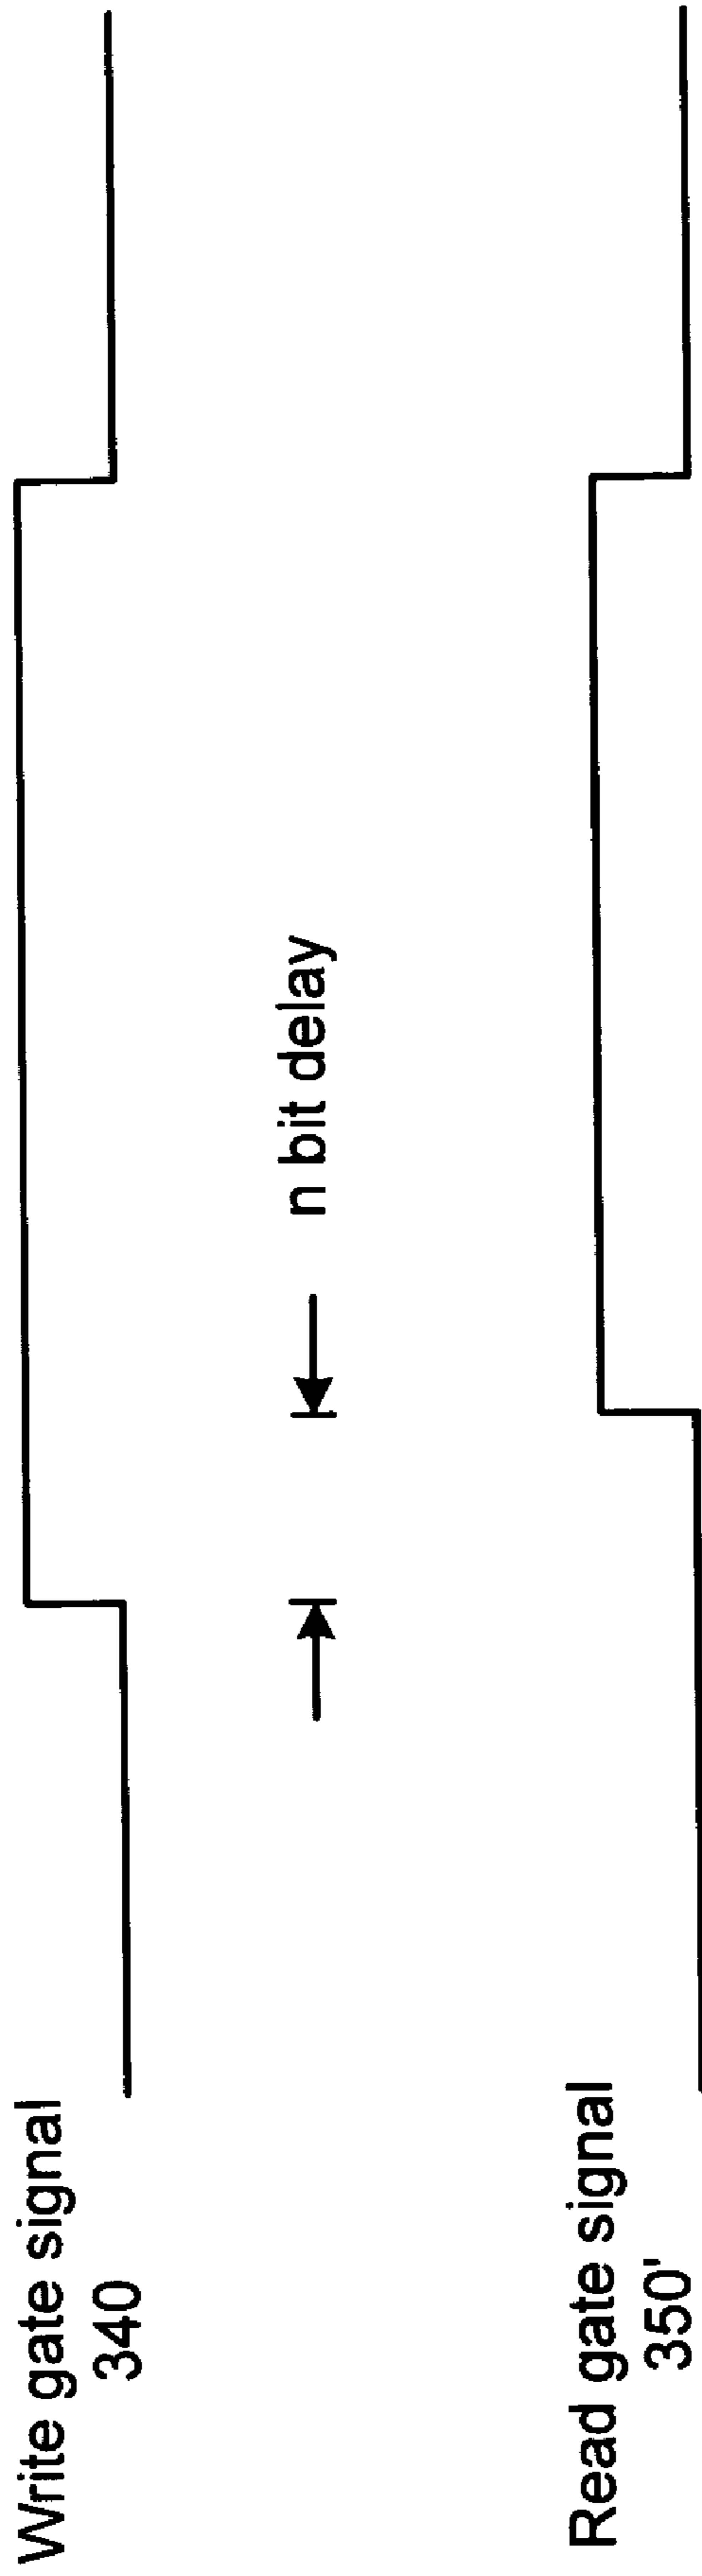 Write gate signal
340
n bit delay
Read gate signal
350'